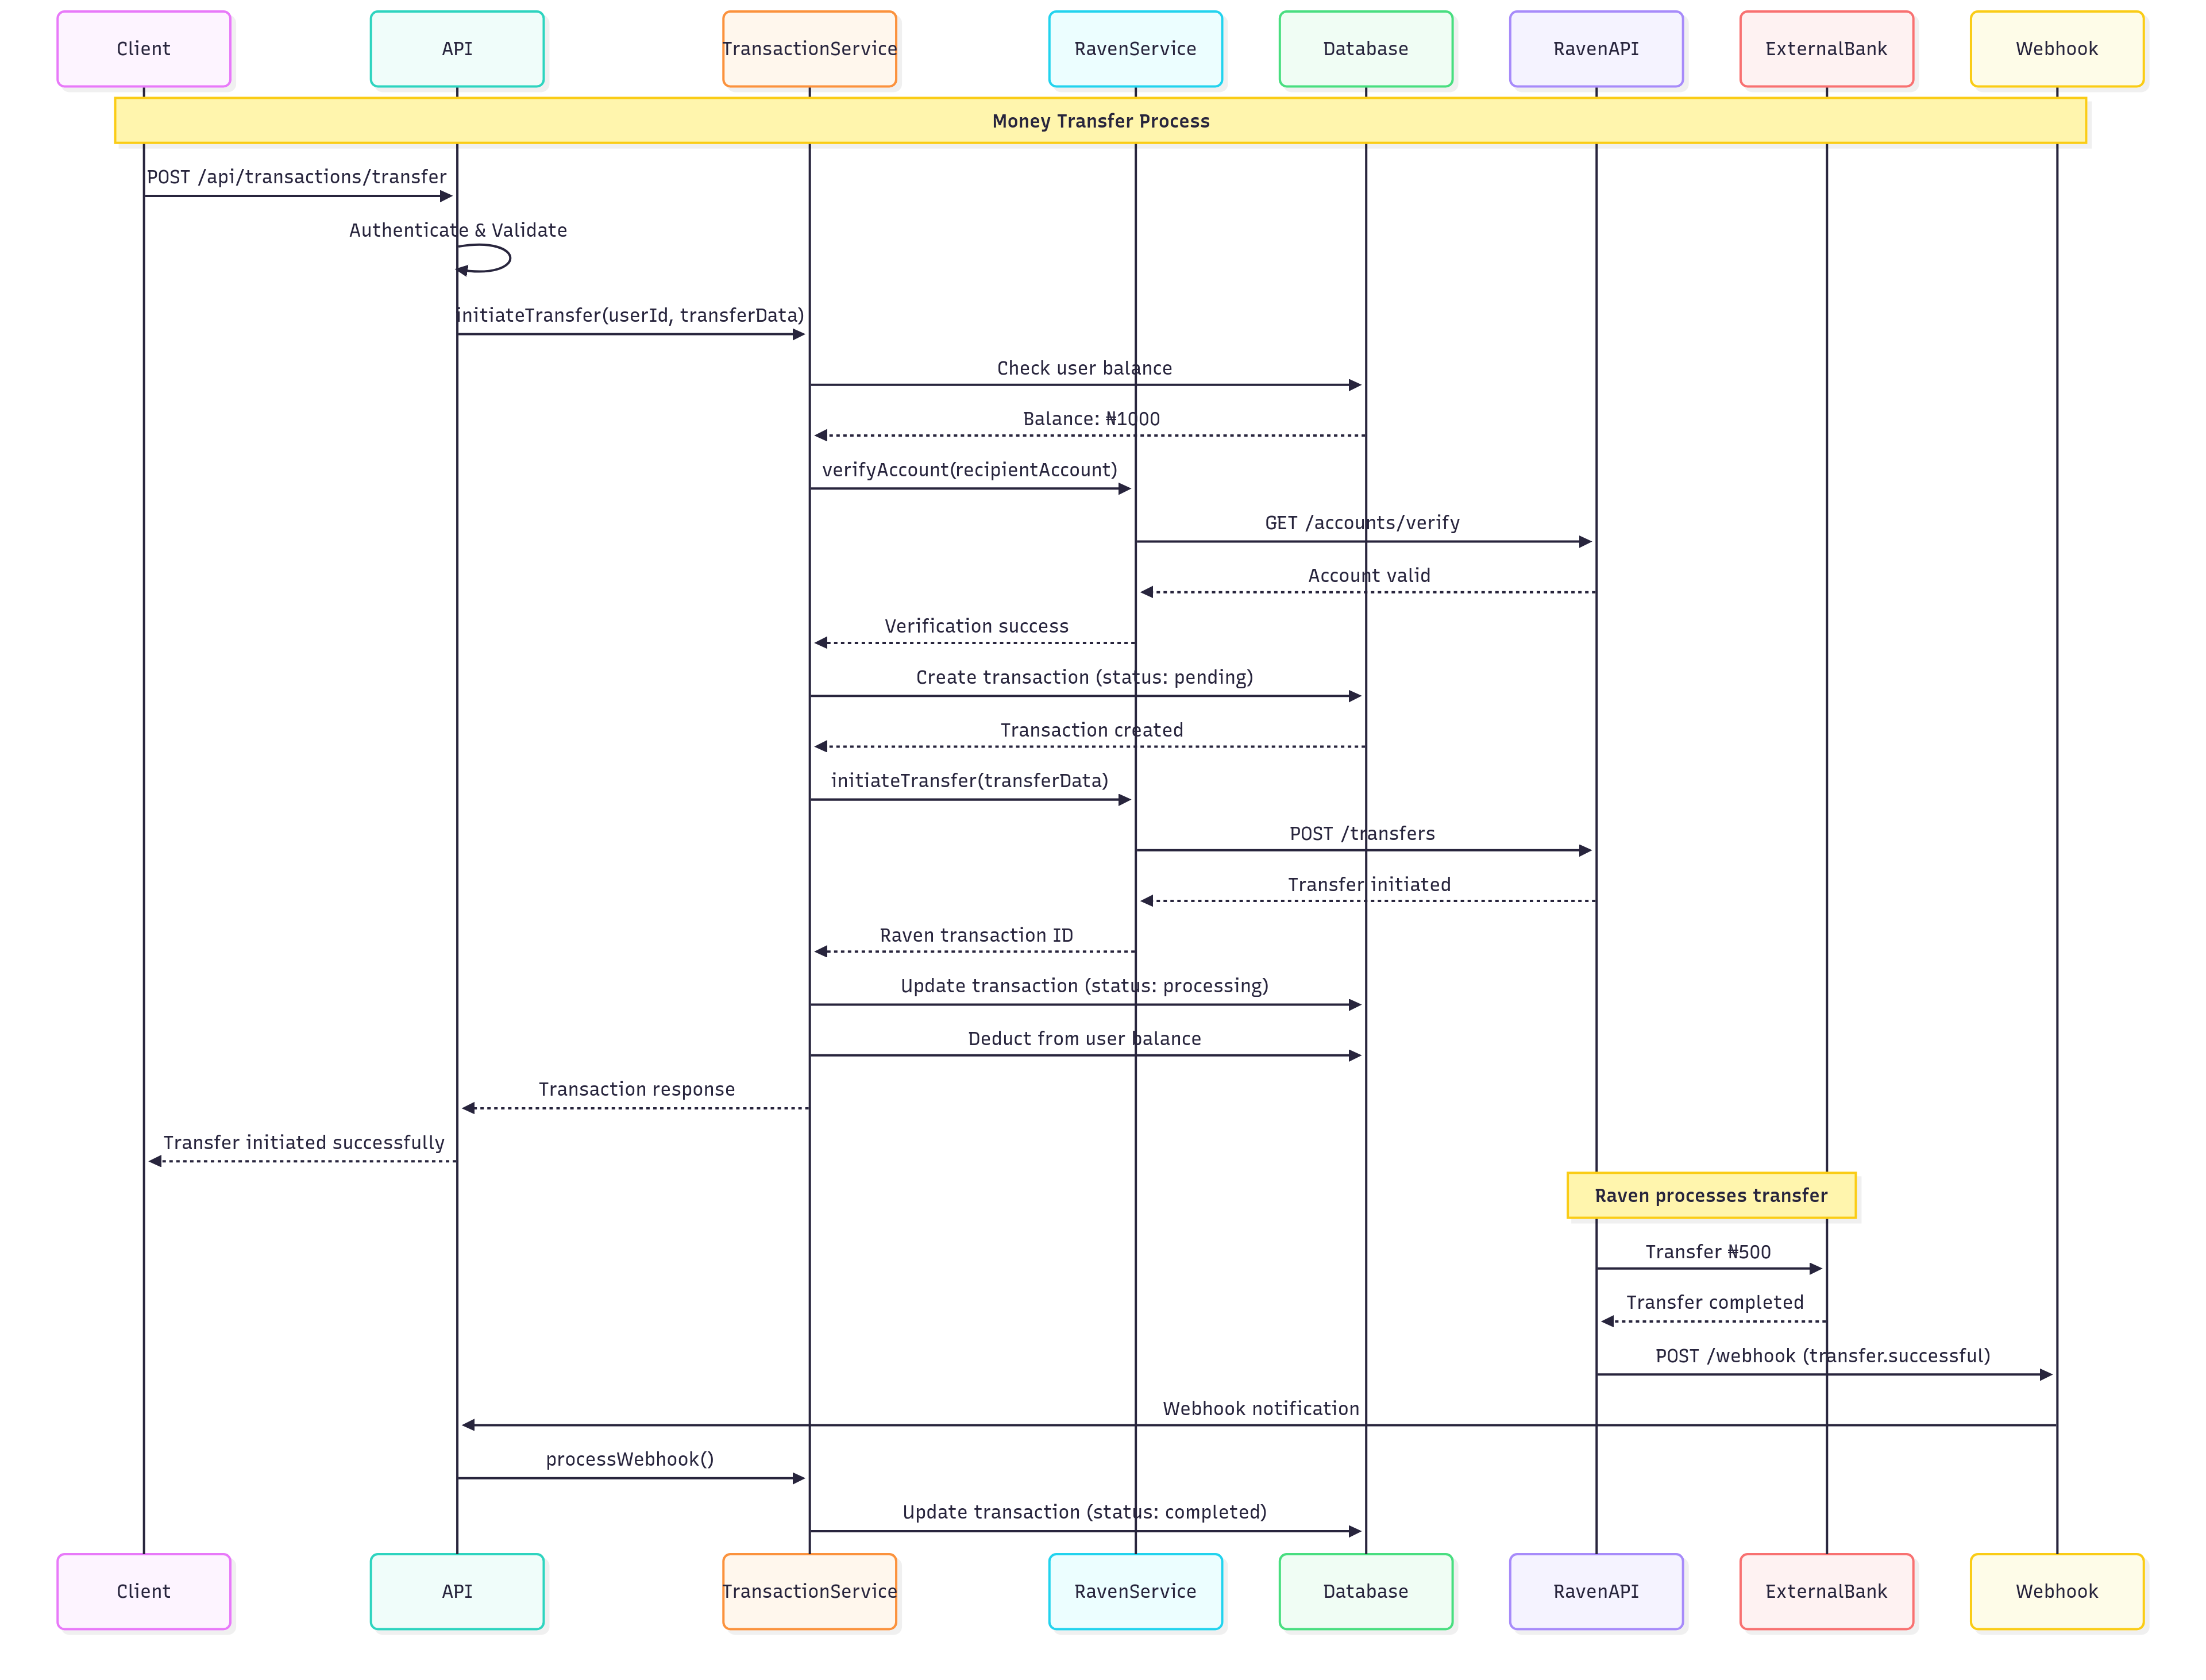 Client
API
TransactionService
RavenService
Database
RavenAPI
ExternalBank
Webhook
Money Transfer Process
POST /api/transactions/transfer
Authenticate & Validate
initiateTransfer(userId, transferData)
Check user balance
Balance: ₦1000
verifyAccount(recipientAccount)
GET /accounts/verify
Account valid
Verification success
Create transaction (status: pending)
Transaction created
initiateTransfer(transferData)
POST /transfers
Transfer initiated
Raven transaction ID
Update transaction (status: processing)
Deduct from user balance
Transaction response
Transfer initiated successfully
Raven processes transfer
Transfer ₦500
Transfer completed
POST /webhook (transfer.successful)
Webhook notification
processWebhook()
Update transaction (status: completed)
Client
API
TransactionService
RavenService
Database
RavenAPI
ExternalBank
Webhook